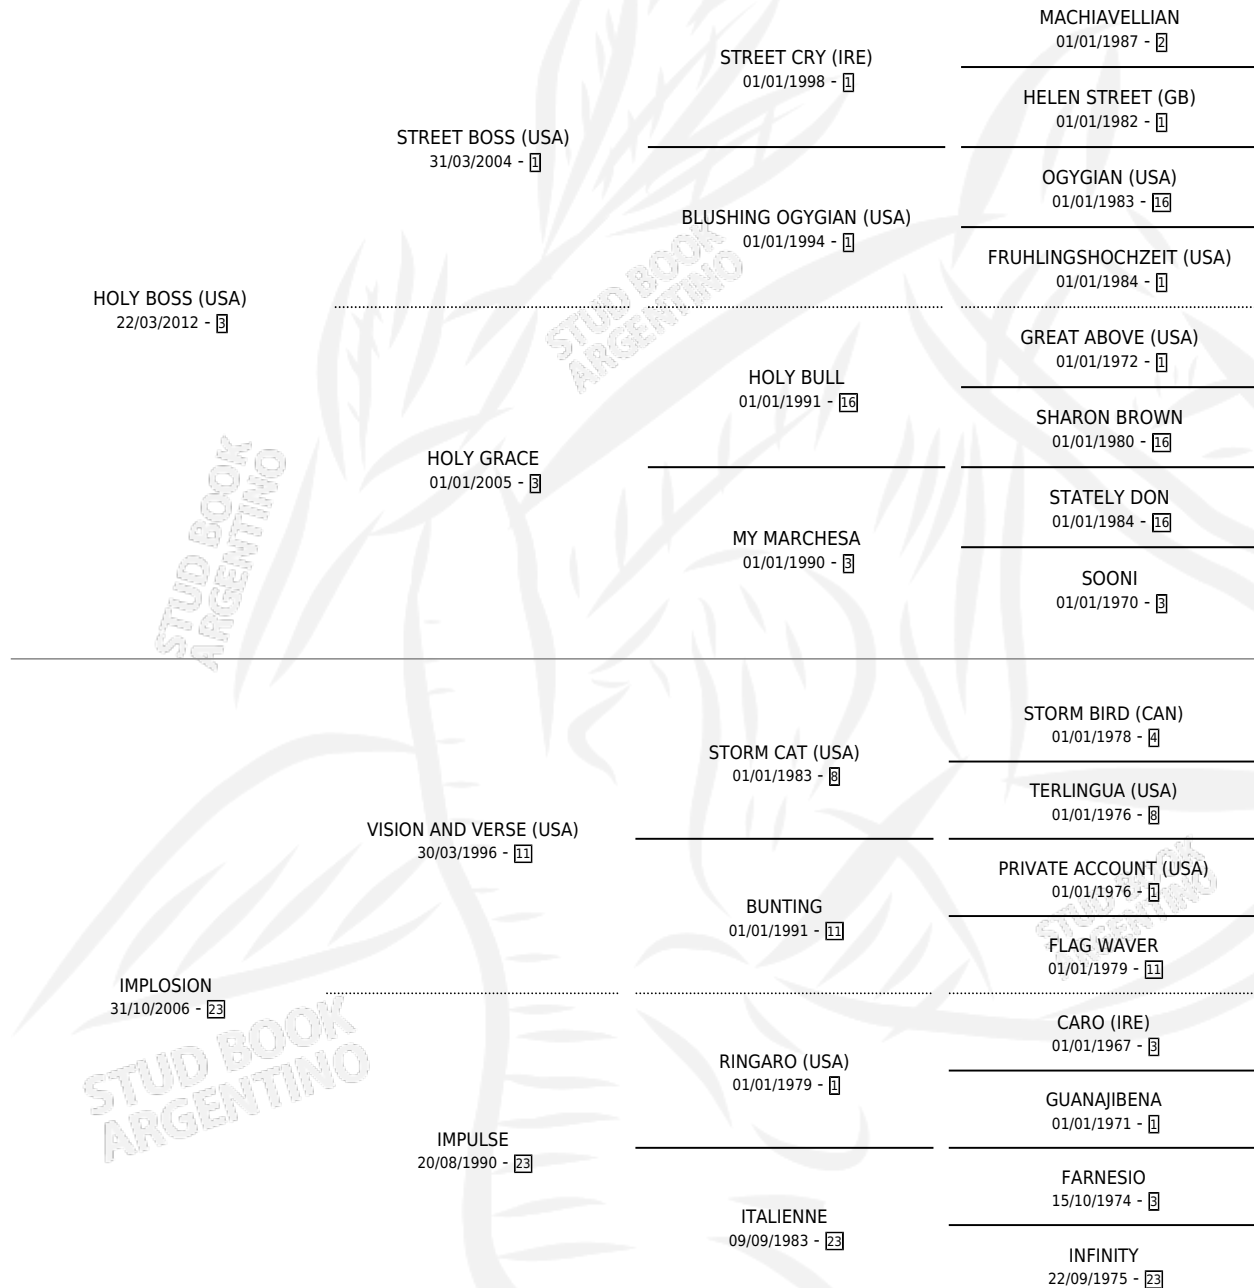 MACHIAVELLIAN
01/01/1987 - 2
STREET CRY (IRE)
01/01/1998 - 1
HELEN STREET (GB)
01/01/1982 - 1
STREET BOSS (USA)
31/03/2004 - 1
OGYGIAN (USA)
01/01/1983 - 16
BLUSHING OGYGIAN (USA)
01/01/1994 - 1
FRUHLINGSHOCHZEIT (USA)
01/01/1984 - 1
HOLY BOSS (USA)
22/03/2012 - 3
STUD BOOK
ARGENTINO
GREAT ABOVE (USA)
01/01/1972 - 1
HOLY BULL
01/01/1991 - 16
SHARON BROWN
01/01/1980 - 16
HOLY GRACE
01/01/2005 - 3
STATELY DON
01/01/1984 - 16
MY MARCHESA
01/01/1990 - 3
SOONI
01/01/1970 - 3
STUD BOOK
ARGENTINO
STORM BIRD (CAN)
01/01/1978 - 4
STORM CAT (USA)
01/01/1983 - 8
TERLINGUA (USA)
01/01/1976 - 8
VISION AND VERSE (USA)
30/03/1996 - 11
PRIVATE ACCOUNT (USA)
01/01/1976 - 1
BUNTING
01/01/1991 - 11
FLAG WAVER
01/01/1979 - 11
STUD BOOK
ARGENTINO
IMPLOSION
31/10/2006 - 23
CARO (IRE)
01/01/1967 - 3
RINGARO (USA)
01/01/1979 - 1
GUANAJIBENA
01/01/1971 - 1
STUD BOOK
ARGENTINO
IMPULSE
20/08/1990 - 23
FARNESIO
15/10/1974 - 3
ITALIENNE
09/09/1983 - 23
INFINITY
22/09/1975 - 23